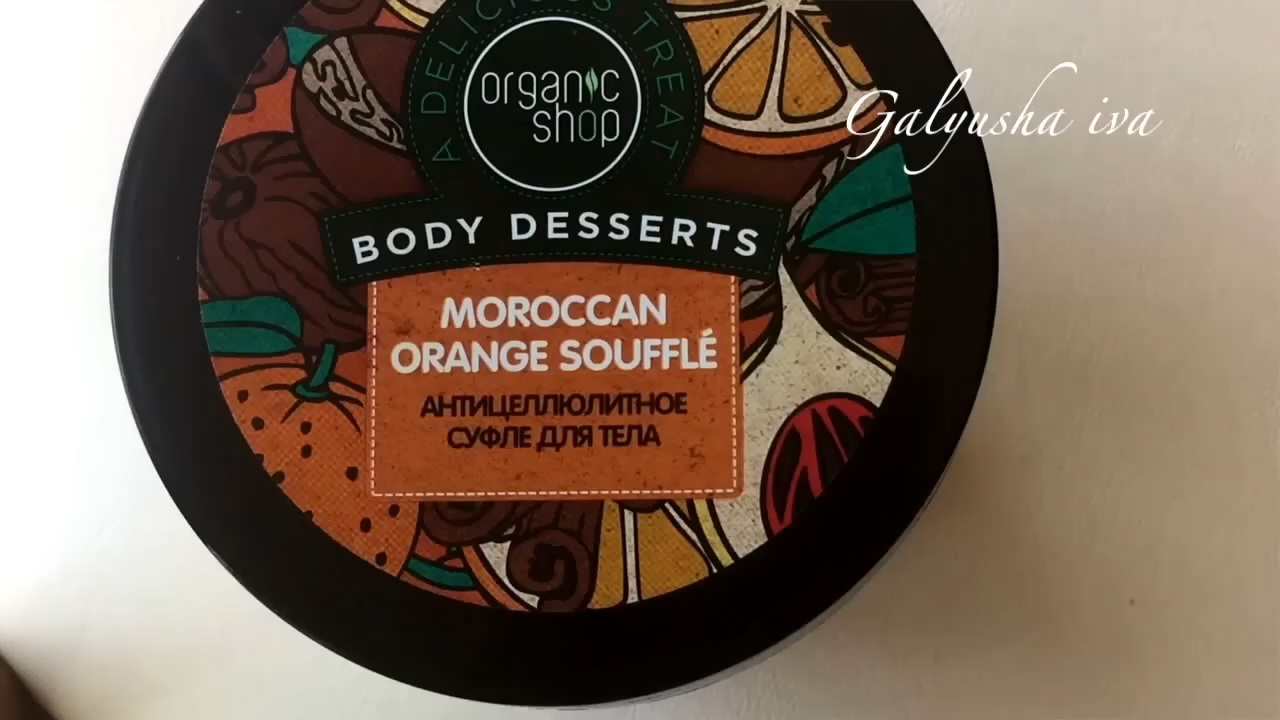 A DELICIOUS TREAT
organic
shop
Galyusha iva
BODY DESSERTS
MOROCCAN
ORANGE SOUFFLÉ
АНТИЦЕЛЛЮЛИТНОЕ
СУФЛЕ ДЛЯ ТЕЛА